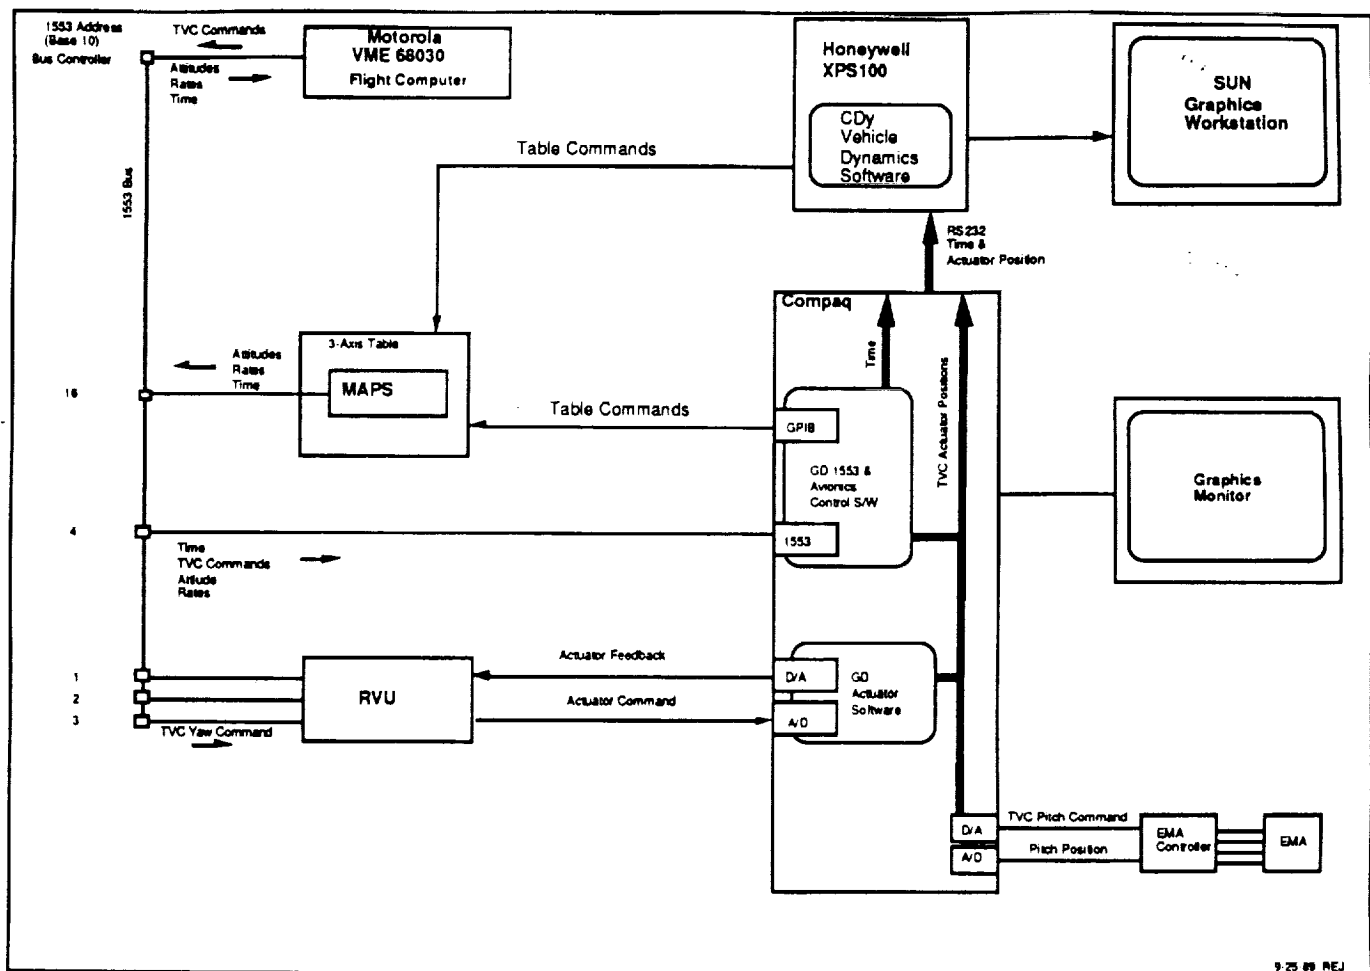 1553 Address
(Base 10)
Bus Controller
TVC Commands
Attitudes
Rates
Time
Motorola
VME 68030
Flight Computer
Honeywell
XPS100
CDy
Vehicle
Dynamics
Software
SUN
Graphics
Workstation
Table Commands
1553 Bus
RS232
Time &
Actuator Position
Compaq
3-Axis Table
MAPS
Attitudes
Rates
Time
16
Table Commands
GPIB
Time
TVC Actuator Positions
GD 1553 &
Avionics
Control S/W
Graphics
Monitor
4
1553
Time
TVC Commands
Attitude
Rates
1
2
3
RVU
TVC Yaw Command
Actuator Feedback
Actuator Command
D/A
A/D
GD
Actuator
Software
D/A
A/D
TVC Pitch Command
Pitch Position
EMA
Controller
EMA
9-25-89 REJ